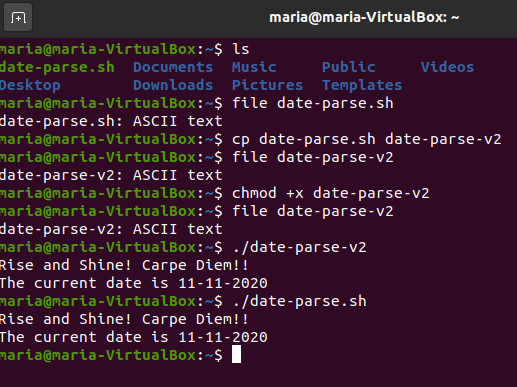 maria@maria-VirtualBox: ~
maria@maria-VirtualBox:~$ ls
date-parse.sh  Documents  Music     Public     Videos
Desktop        Downloads  Pictures  Templates
maria@maria-VirtualBox:~$ file date-parse.sh
date-parse.sh: ASCII text
maria@maria-VirtualBox:~$ cp date-parse.sh date-parse-v2
maria@maria-VirtualBox:~$ file date-parse-v2
date-parse-v2: ASCII text
maria@maria-VirtualBox:~$ chmod +x date-parse-v2
maria@maria-VirtualBox:~$ file date-parse-v2
date-parse-v2: ASCII text
maria@maria-VirtualBox:~$ ./date-parse-v2
Rise and Shine! Carpe Diem!!
The current date is 11-11-2020
maria@maria-VirtualBox:~$ ./date-parse.sh
Rise and Shine! Carpe Diem!!
The current date is 11-11-2020
maria@maria-VirtualBox:~$